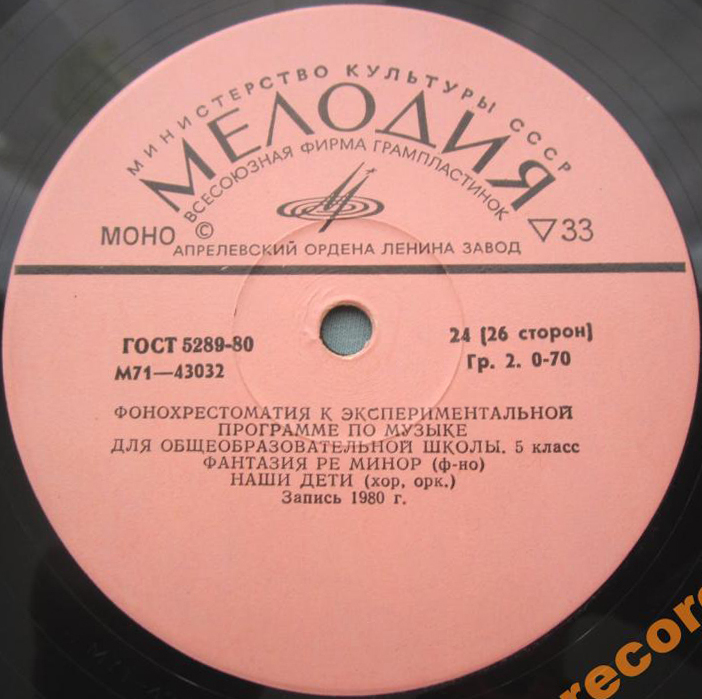 МИНИСТЕРСТВО КУЛЬТУРЫ СССР
МЕЛОДИЯ
ВСЕСОЮЗНАЯ ФИРМА ГРАМПЛАСТИНОК
МОНО © ▽33
АПРЕЛЕВСКИЙ ОРДЕНА ЛЕНИНА ЗАВОД
ГОСТ 5289-80 24 (26 сторон)
М71—43032 Гр. 2. 0-70
ФОНОХРЕСТОМАТИЯ К ЭКСПЕРИМЕНТАЛЬНОЙ
ПРОГРАММЕ ПО МУЗЫКЕ
ДЛЯ ОБЩЕОБРАЗОВАТЕЛЬНОЙ ШКОЛЫ. 5 класс
ФАНТАЗИЯ РЕ МИНОР (ф-но)
НАШИ ДЕТИ (хор, орк.)
Запись 1980 г.